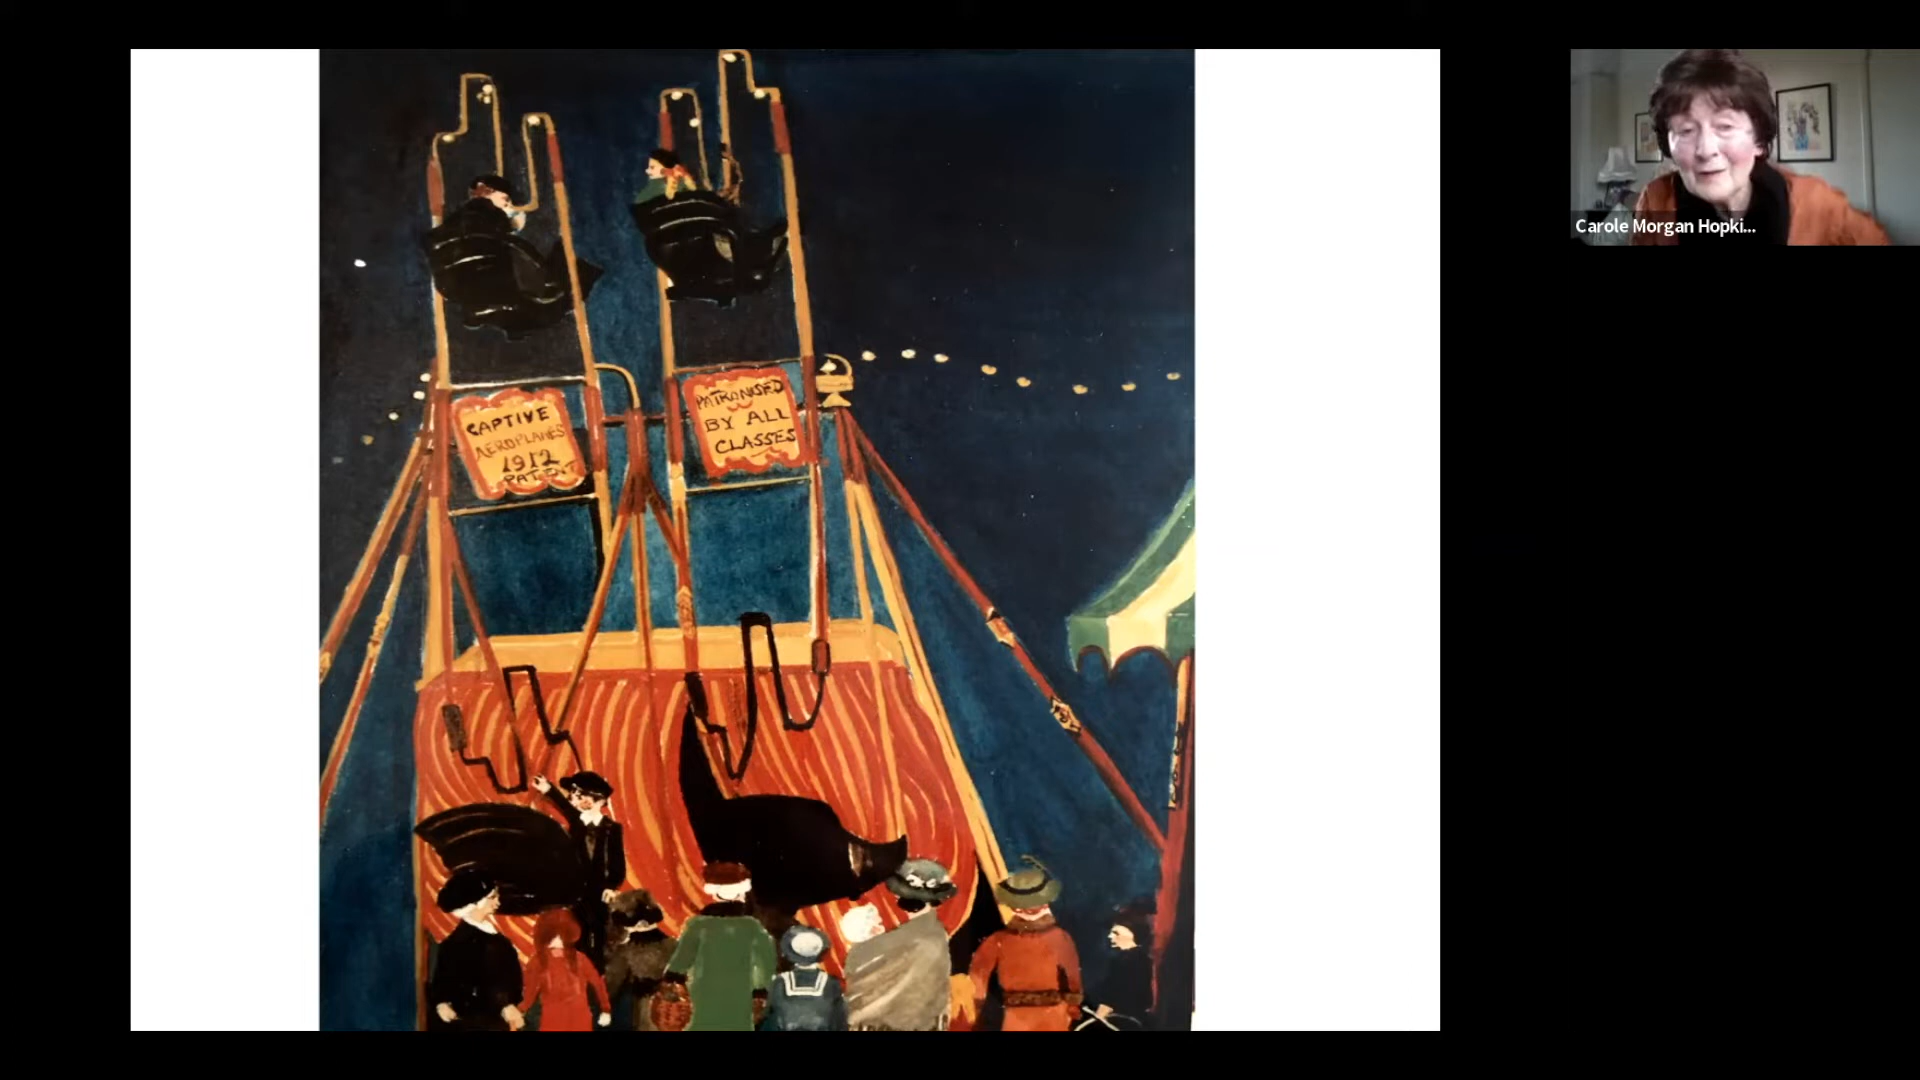 CAPTIVE
AEROPLANES
1912
PATENT
PATRONISED
BY ALL
CLASSES
Carole Morgan Hopki...